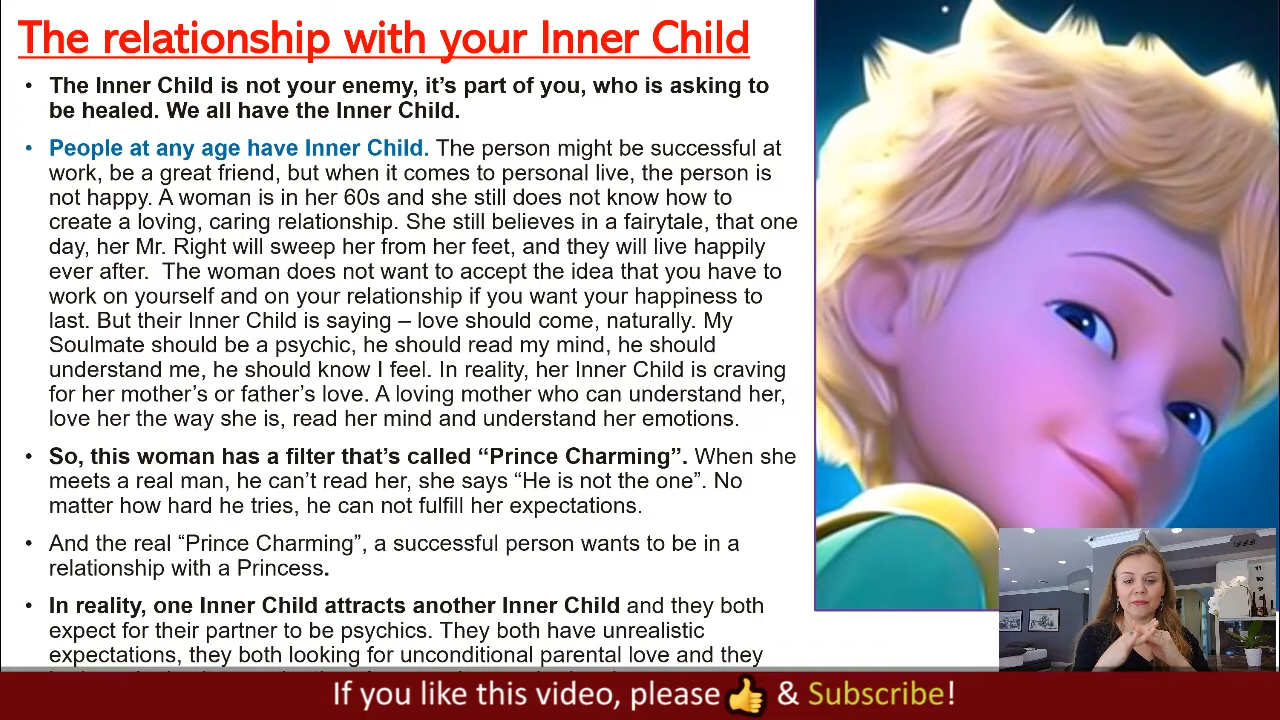 The relationship with your Inner Child
• The Inner Child is not your enemy, it’s part of you, who is asking to
be healed. We all have the Inner Child.
• People at any age have Inner Child. The person might be successful at
work, be a great friend, but when it comes to personal live, the person is
not happy. A woman is in her 60s and she still does not know how to
create a loving, caring relationship. She still believes in a fairytale, that one
day, her Mr. Right will sweep her from her feet, and they will live happily
ever after.  The woman does not want to accept the idea that you have to
work on yourself and on your relationship if you want your happiness to
last. But their Inner Child is saying – love should come, naturally. My
Soulmate should be a psychic, he should read my mind, he should
understand me, he should know I feel. In reality, her Inner Child is craving
for her mother’s or father’s love. A loving mother who can understand her,
love her the way she is, read her mind and understand her emotions.
• So, this woman has a filter that’s called “Prince Charming”. When she
meets a real man, he can’t read her, she says “He is not the one”. No
matter how hard he tries, he can not fulfill her expectations.
• And the real “Prince Charming”, a successful person wants to be in a
relationship with a Princess.
• In reality, one Inner Child attracts another Inner Child and they both
expect for their partner to be psychics. They both have unrealistic
expectations, they both looking for unconditional parental love and they
If you like this video, please 👍 & Subscribe!